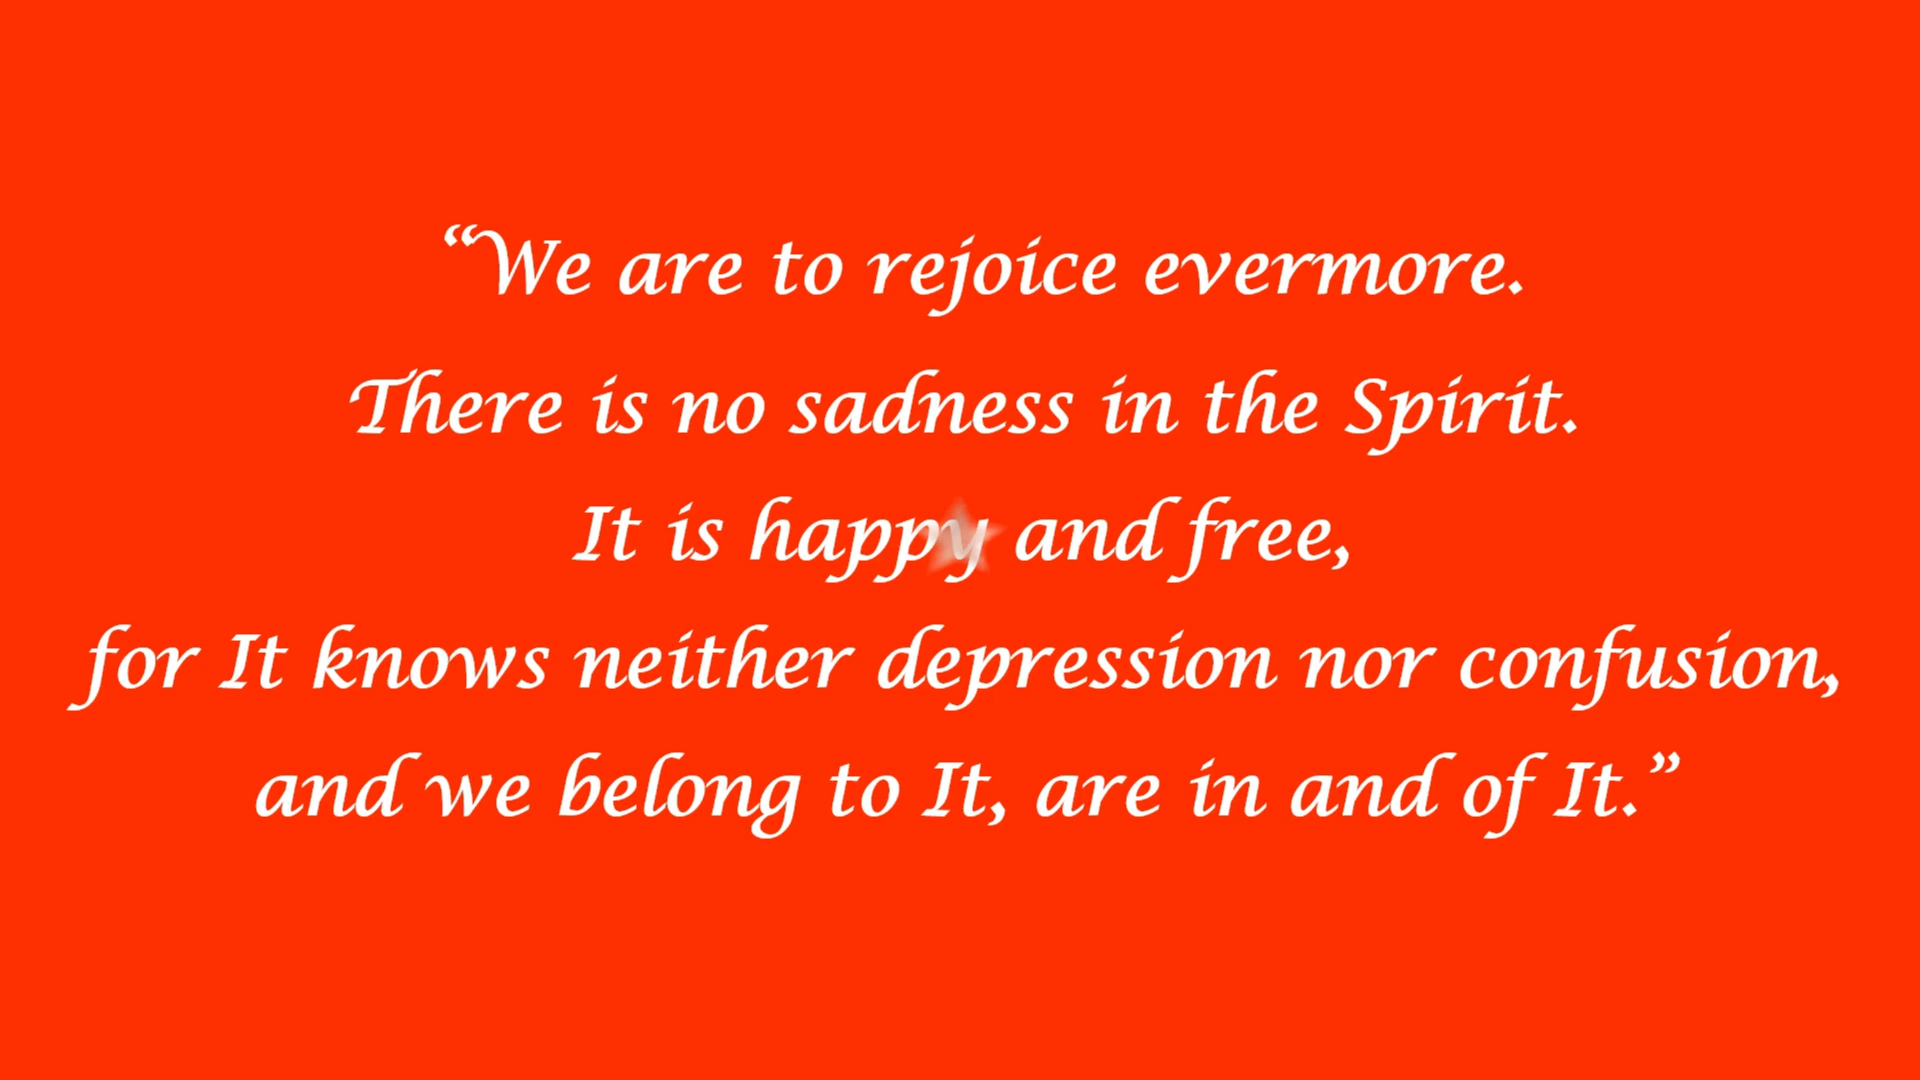 “We are to rejoice evermore.
There is no sadness in the Spirit.
It is happy and free,
for It knows neither depression nor confusion,
and we belong to It, are in and of It.”